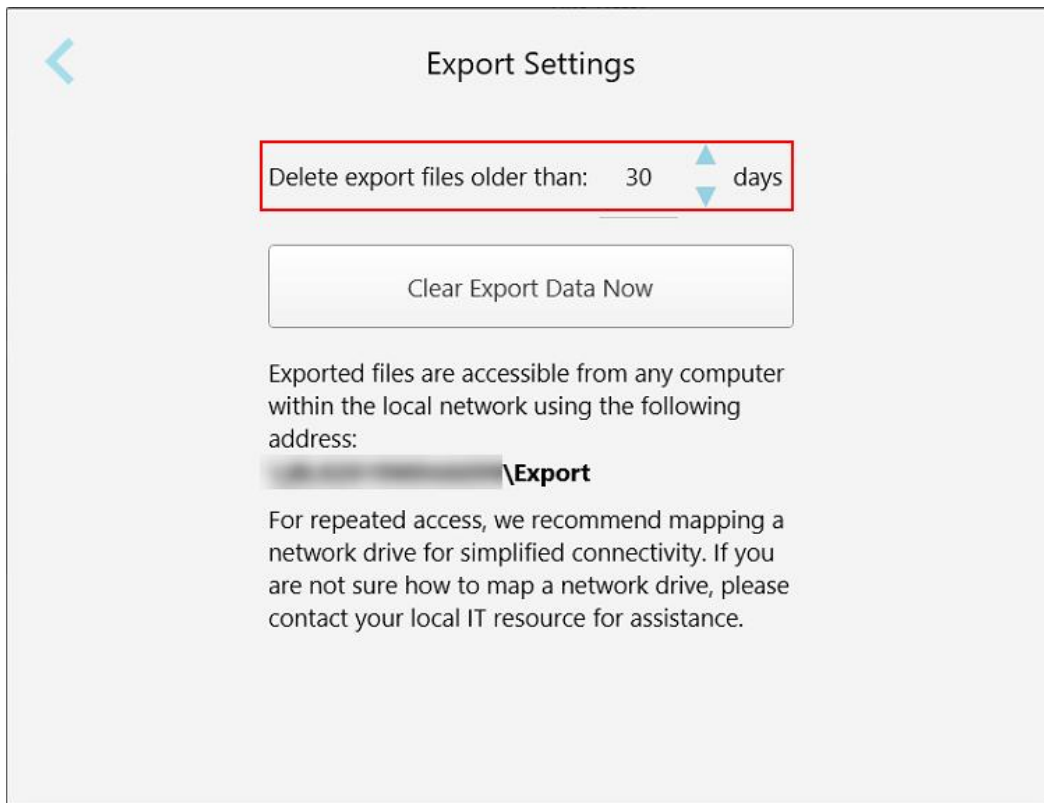 Export Settings
Delete export files older than: 30 days
Clear Export Data Now
Exported files are accessible from any computer
within the local network using the following
address:
\Export
For repeated access, we recommend mapping a
network drive for simplified connectivity. If you
are not sure how to map a network drive, please
contact your local IT resource for assistance.